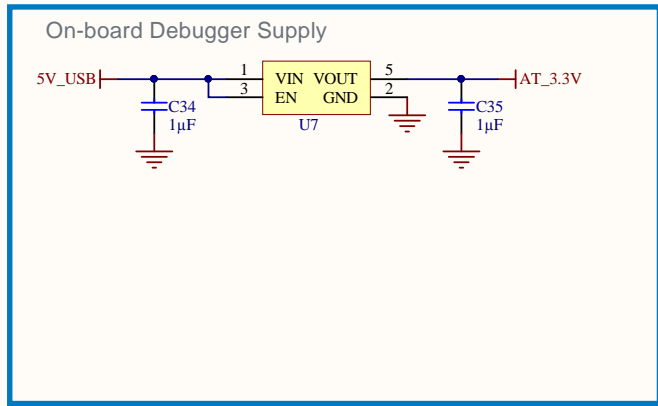 On-board Debugger Supply
5V_USB 1 VIN VOUT 5 AT_3.3V
3 EN GND 2
C34 C35
1µF U7 1µF